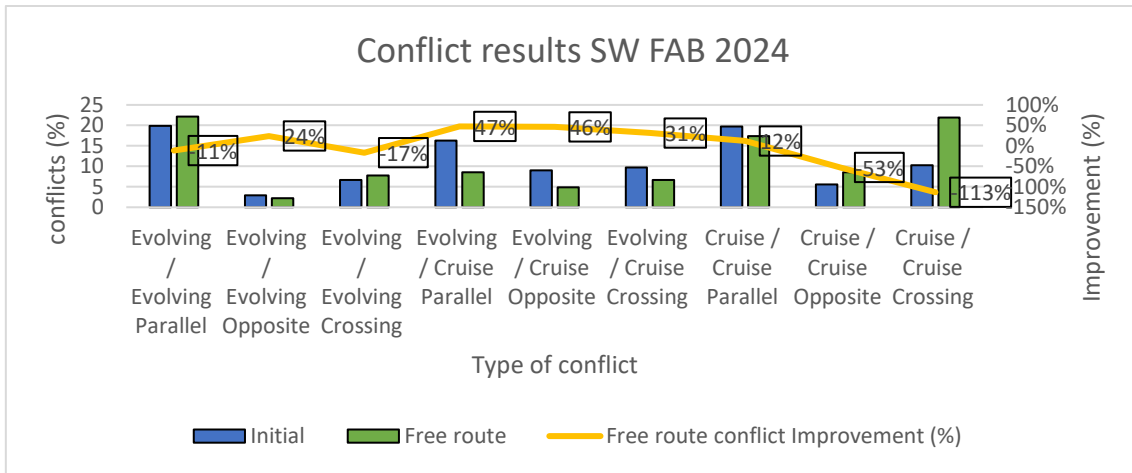 Conflict results SW FAB 2024
conflicts (%)
25
20
15
10
5
0
100%
50%
0%
-50%
-100%
-150%
Improvement (%)
-11%
24%
-17%
47%
46%
31%
12%
-53%
-113%
Evolving / Evolving Parallel
Evolving / Evolving Opposite
Evolving / Evolving Crossing
Evolving / Cruise Parallel
Evolving / Cruise Opposite
Evolving / Cruise Crossing
Cruise / Cruise Parallel
Cruise / Cruise Opposite
Cruise / Cruise Crossing
Type of conflict
Initial
Free route
Free route conflict Improvement (%)